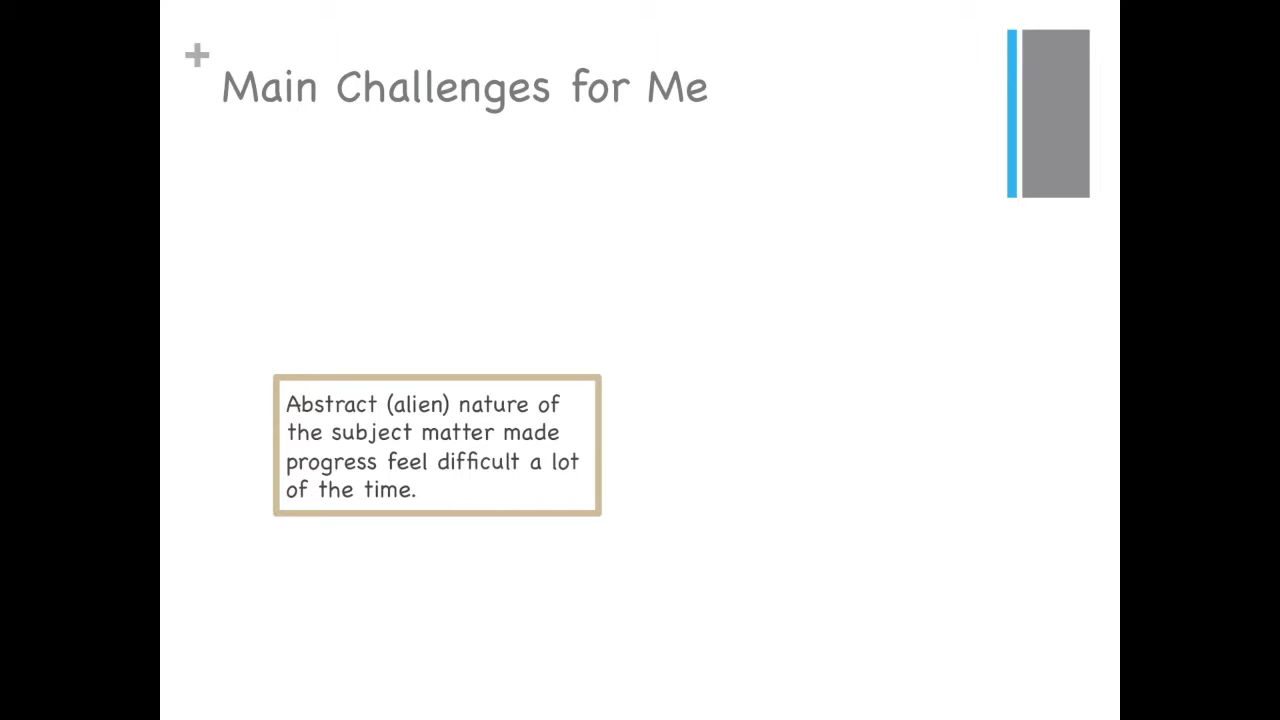 +
Main Challenges for Me
Abstract (alien) nature of
the subject matter made
progress feel difficult a lot
of the time.